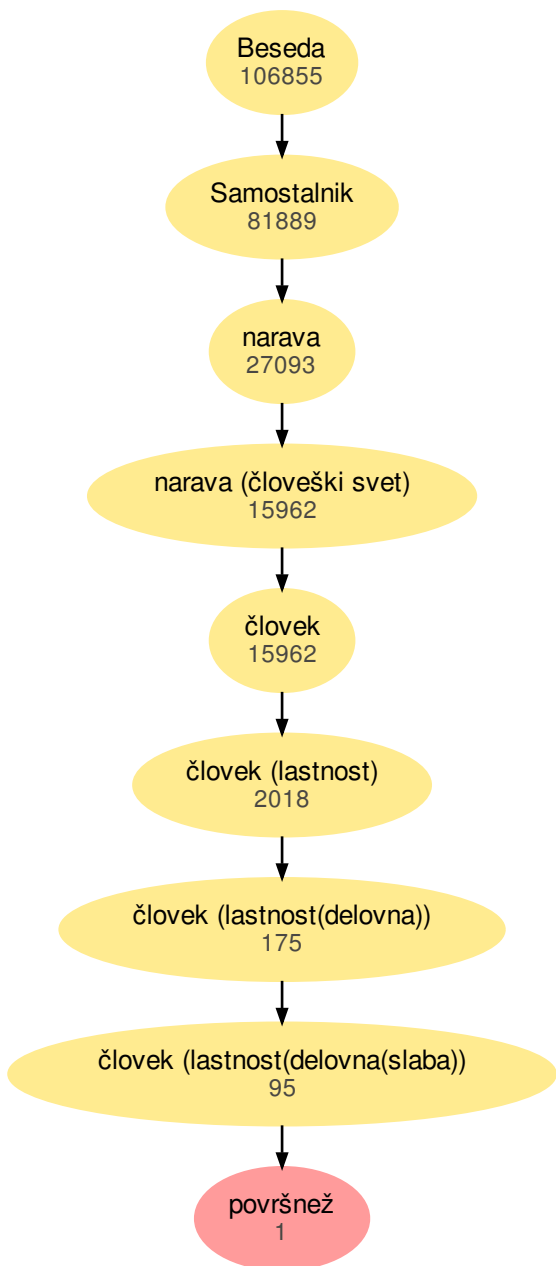 Beseda
106855
Samostalnik
81889
narava
27093
narava (človeški svet)
15962
človek
15962
človek (lastnost)
2018
človek (lastnost(delovna))
175
človek (lastnost(delovna(slaba))
95
površnež
1